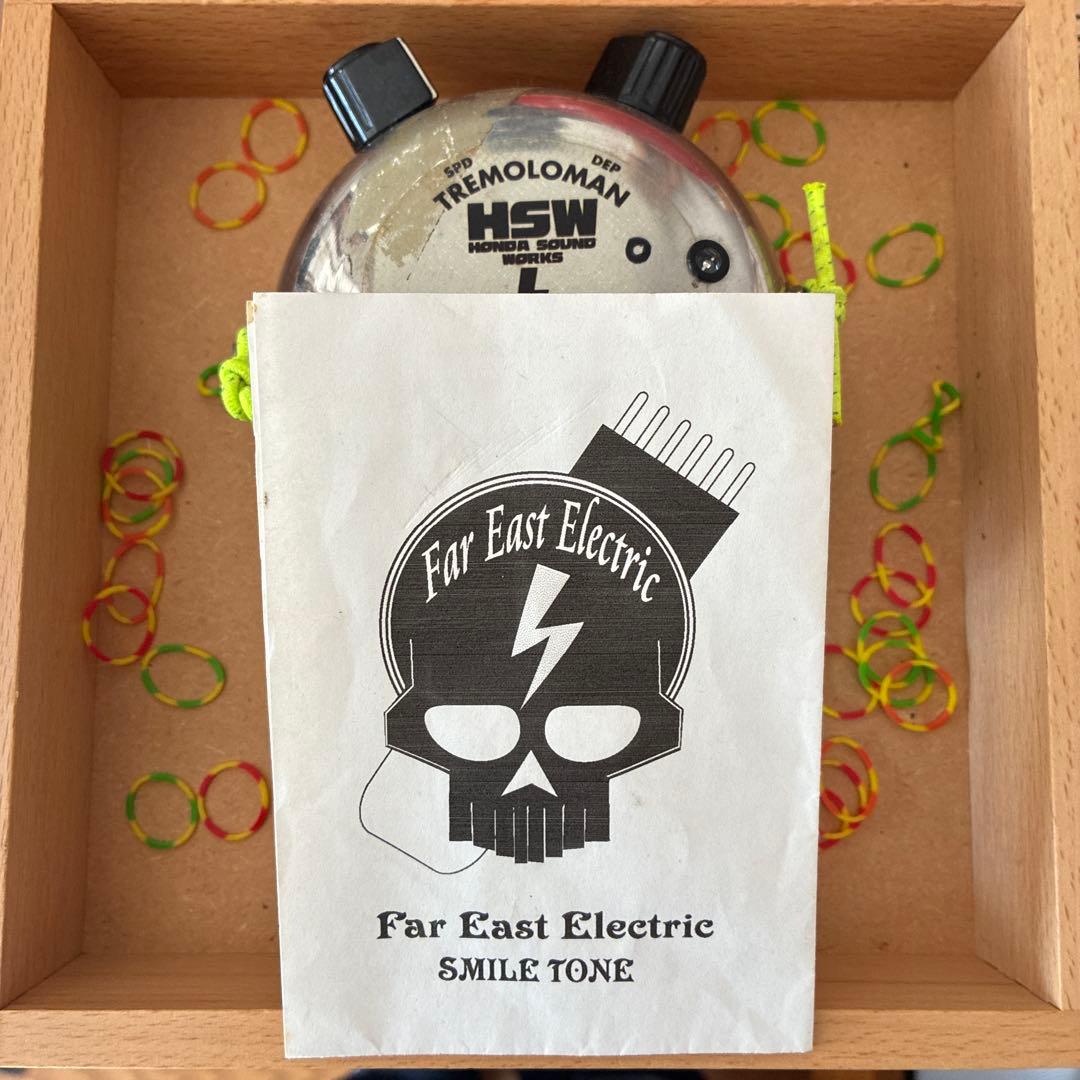 SPD DEP
TREMOLOMAN
HSW
HONDA SOUND
WORKS
L
Far East Electric
Far East Electric
SMILE TONE